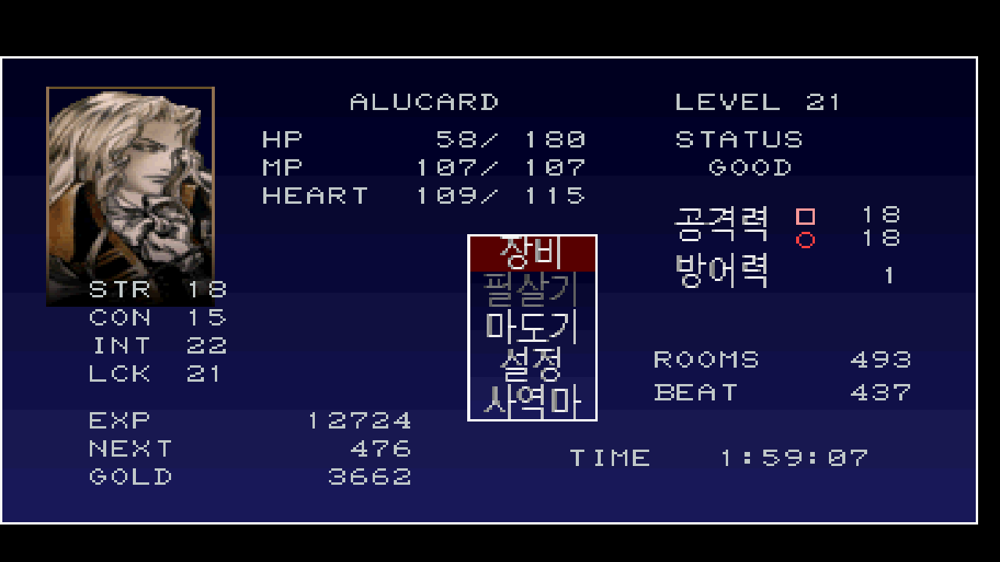 ALUCARD LEVEL 21
HP 58/ 180 STATUS
MP 107/ 107 GOOD
HEART 109/ 115
공격력 □ 18
○ 18
방어력 1
장비
필살기
마도기
설정
사역마
STR 18
CON 15
INT 22
LCK 21
ROOMS 493
BEAT 437
EXP 12724
NEXT 476
GOLD 3662
TIME 1:59:07